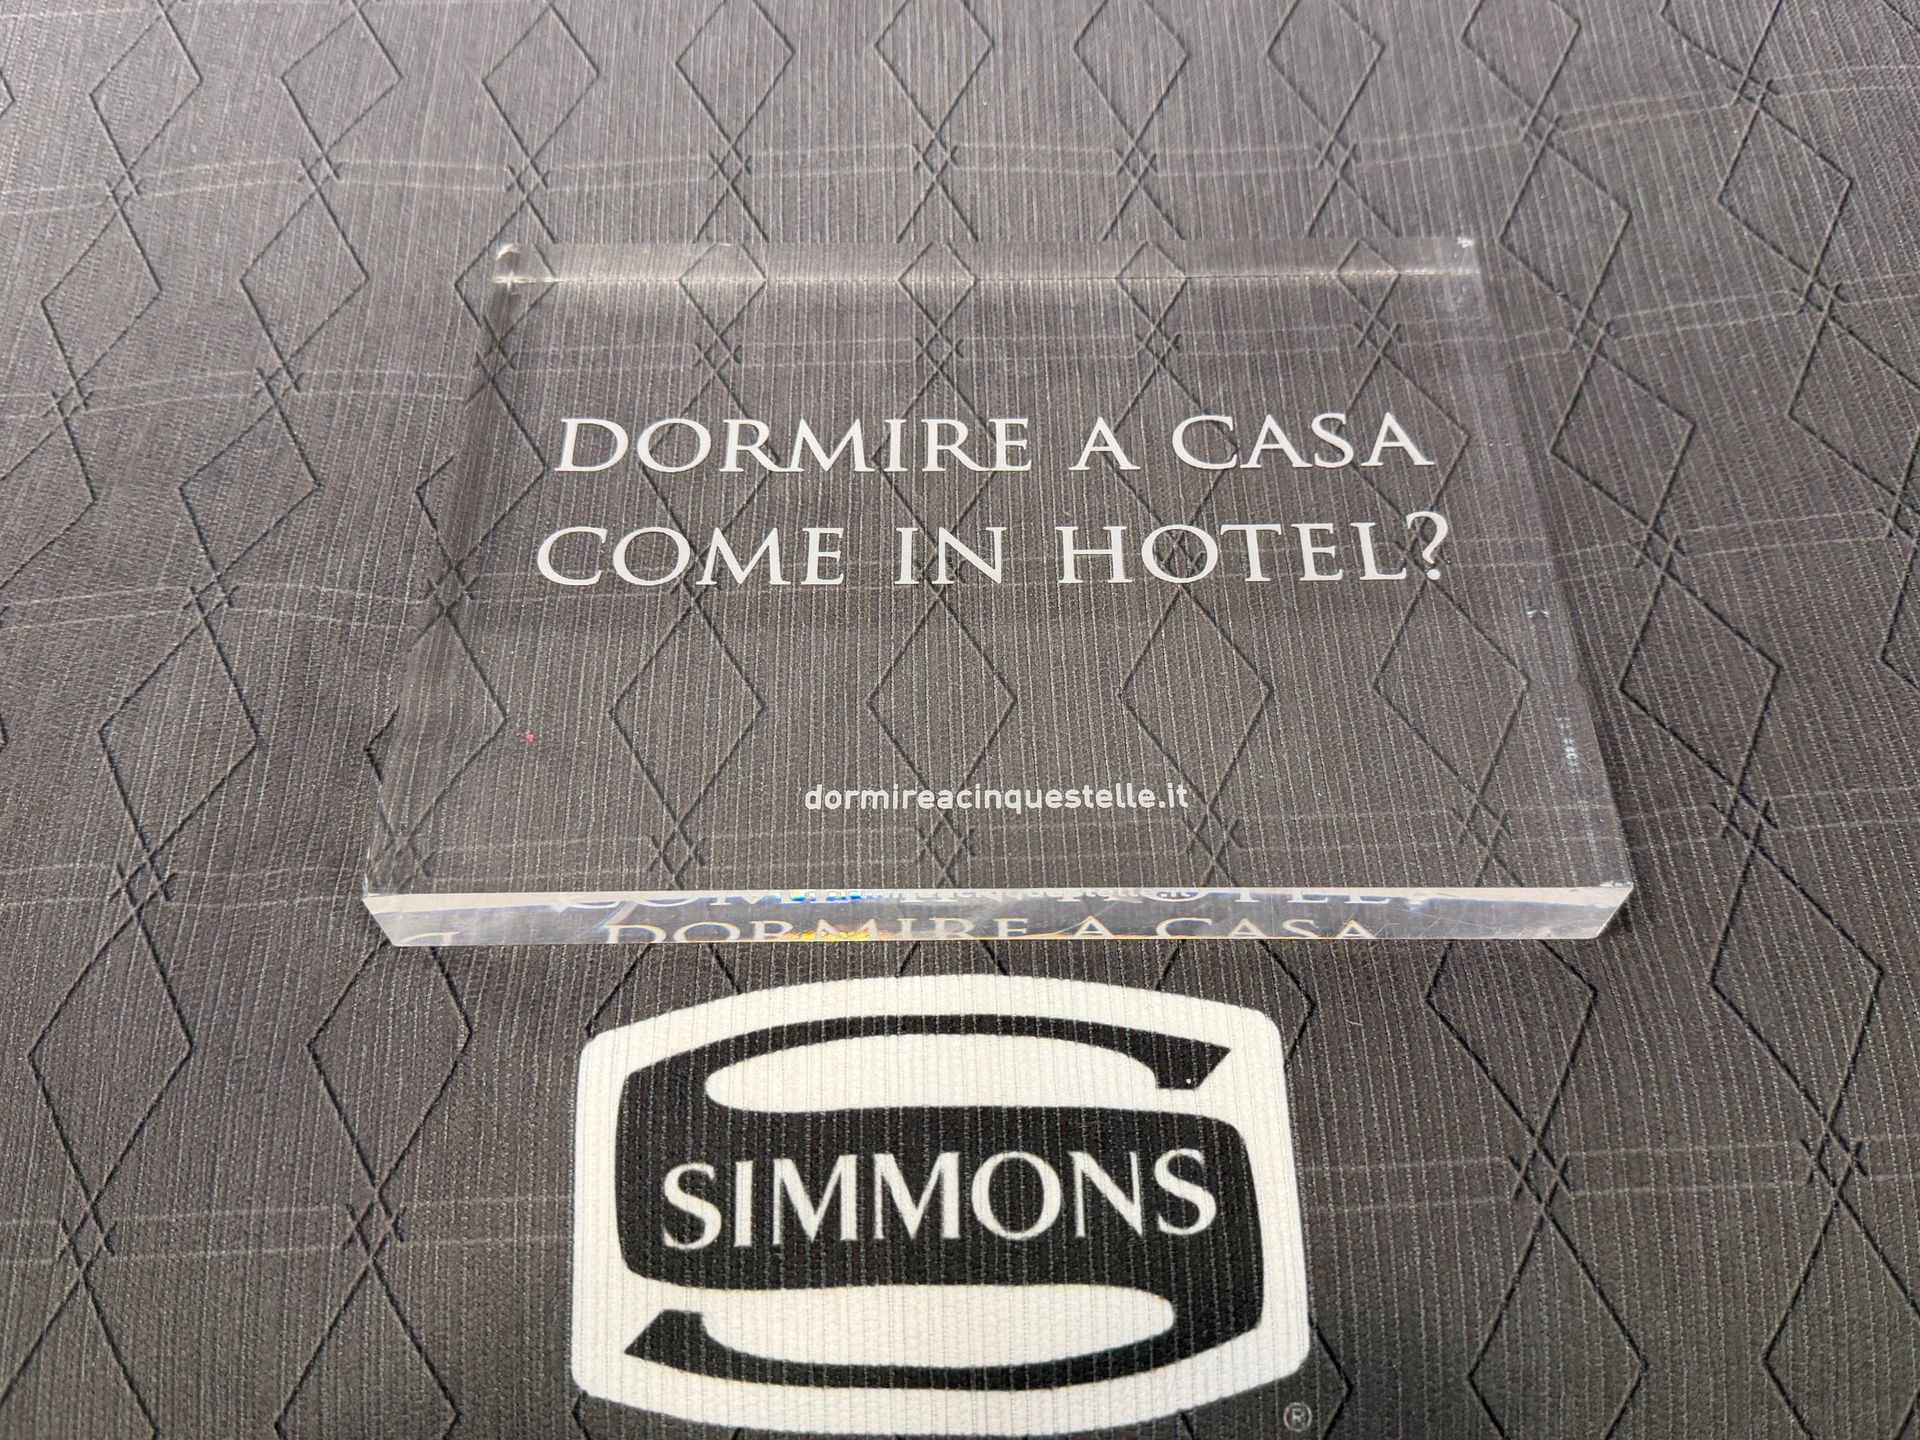 DORMIRE A CASA
COME IN HOTEL?
dormireacinquestelle.it
SIMMONS
®